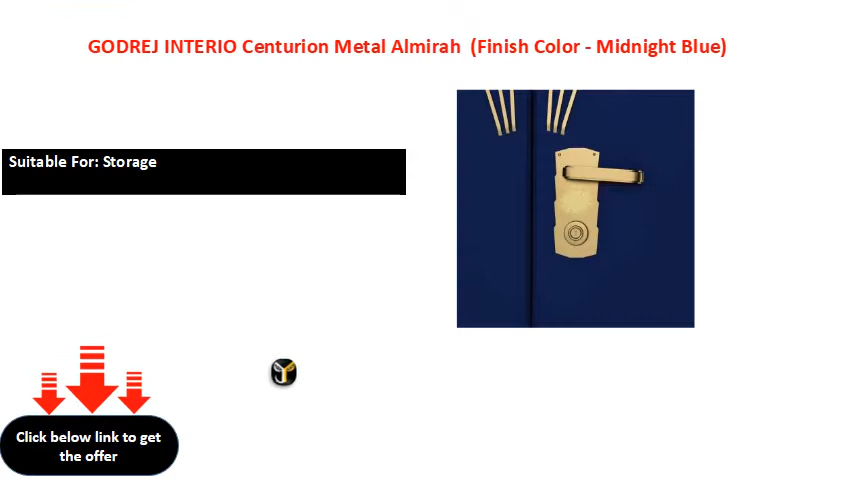 GODREJ INTERIO Centurion Metal Almirah (Finish Color - Midnight Blue)
Suitable For: Storage
Click below link to get
the offer